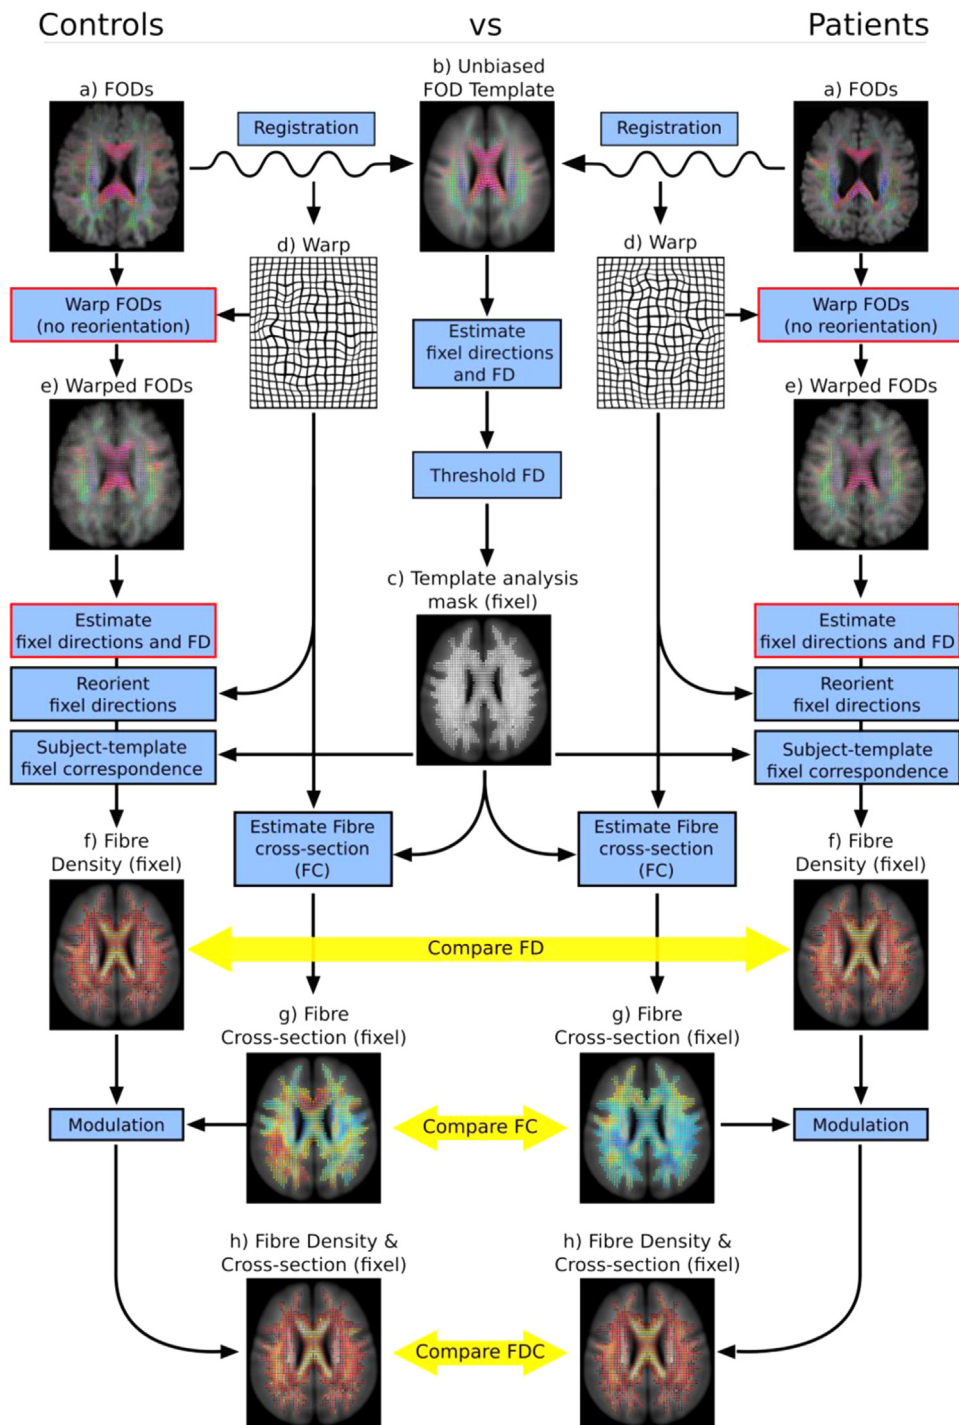 Controls
vs
Patients
a) FODs
b) Unbiased
FOD Template
a) FODs
Registration
Registration
d) Warp
d) Warp
Warp FODs
(no reorientation)
Warp FODs
(no reorientation)
Estimate
fixel directions
and FD
e) Warped FODs
e) Warped FODs
Threshold FD
c) Template analysis
mask (fixel)
Estimate
fixel directions and FD
Estimate
fixel directions and FD
Reorient
fixel directions
Reorient
fixel directions
Subject-template
fixel correspondence
Subject-template
fixel correspondence
Estimate Fibre
cross-section
(FC)
Estimate Fibre
cross-section
(FC)
f) Fibre
Density (fixel)
f) Fibre
Density (fixel)
Compare FD
g) Fibre
Cross-section (fixel)
g) Fibre
Cross-section (fixel)
Modulation
Compare FC
Modulation
h) Fibre Density &
Cross-section (fixel)
h) Fibre Density &
Cross-section (fixel)
Compare FDC